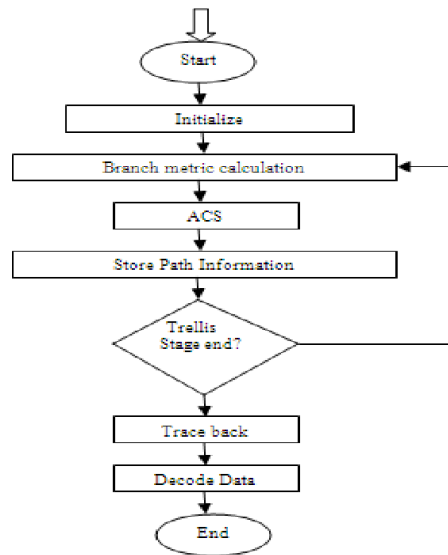 Start
Initialize
Branch metric calculation
ACS
Store Path Information
Trellis
Stage end?
Trace back
Decode Data
End